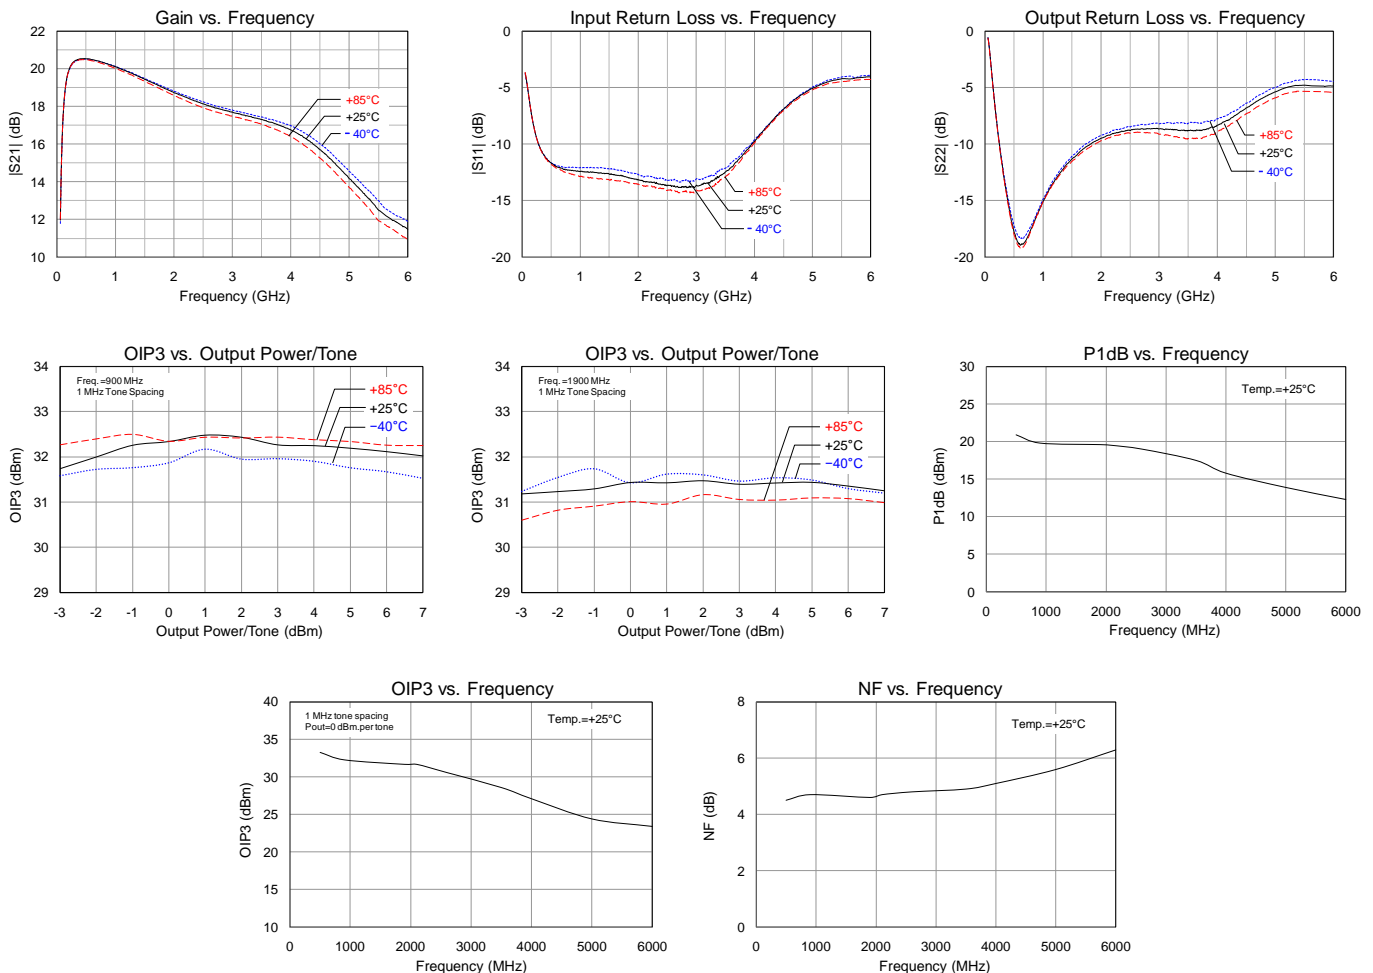 Gain vs. Frequency
22
20
18
16
14
12
10
|S21| (dB)
+85°C
+25°C
- 40°C
0 1 2 3 4 5 6
Frequency (GHz)
Input Return Loss vs. Frequency
0
-5
-10
-15
-20
|S11| (dB)
+85°C
+25°C
- 40°C
0 1 2 3 4 5 6
Frequency (GHz)
Output Return Loss vs. Frequency
0
-5
-10
-15
-20
|S22| (dB)
+85°C
+25°C
- 40°C
0 1 2 3 4 5 6
Frequency (GHz)
OIP3 vs. Output Power/Tone
34
33
32
31
30
29
OIP3 (dBm)
Freq.=900 MHz
1 MHz Tone Spacing
+85°C
+25°C
−40°C
-3 -2 -1 0 1 2 3 4 5 6 7
Output Power/Tone (dBm)
OIP3 vs. Output Power/Tone
34
33
32
31
30
29
OIP3 (dBm)
Freq.=1900 MHz
1 MHz Tone Spacing
+85°C
+25°C
−40°C
-3 -2 -1 0 1 2 3 4 5 6 7
Output Power/Tone (dBm)
P1dB vs. Frequency
30
25
20
15
10
5
0
P1dB (dBm)
Temp.=+25°C
0 1000 2000 3000 4000 5000 6000
Frequency (MHz)
OIP3 vs. Frequency
40
35
30
25
20
15
10
OIP3 (dBm)
1 MHz tone spacing
Pout=0 dBm.per tone
Temp.=+25°C
0 1000 2000 3000 4000 5000 6000
Frequency (MHz)
NF vs. Frequency
8
6
4
2
0
NF (dB)
Temp.=+25°C
0 1000 2000 3000 4000 5000 6000
Frequency (MHz)